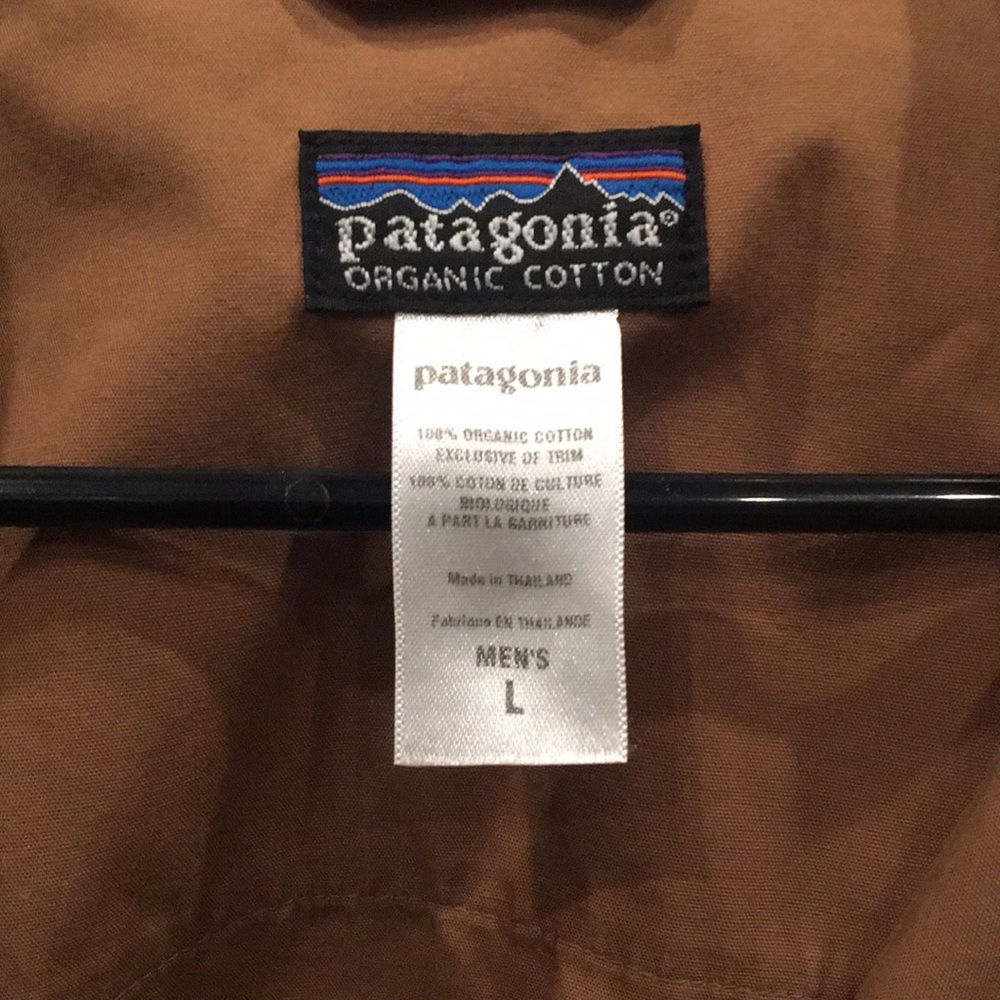 patagonia®
ORGANIC COTTON
patagonia
100% ORGANIC COTTON
EXCLUSIVE OF TRIM
100% COTON DE CULTURE
BIOLOGIQUE
A PART LA GARNITURE
Made in THAILAND
Fabrique EN THAILANDE
MEN'S
L